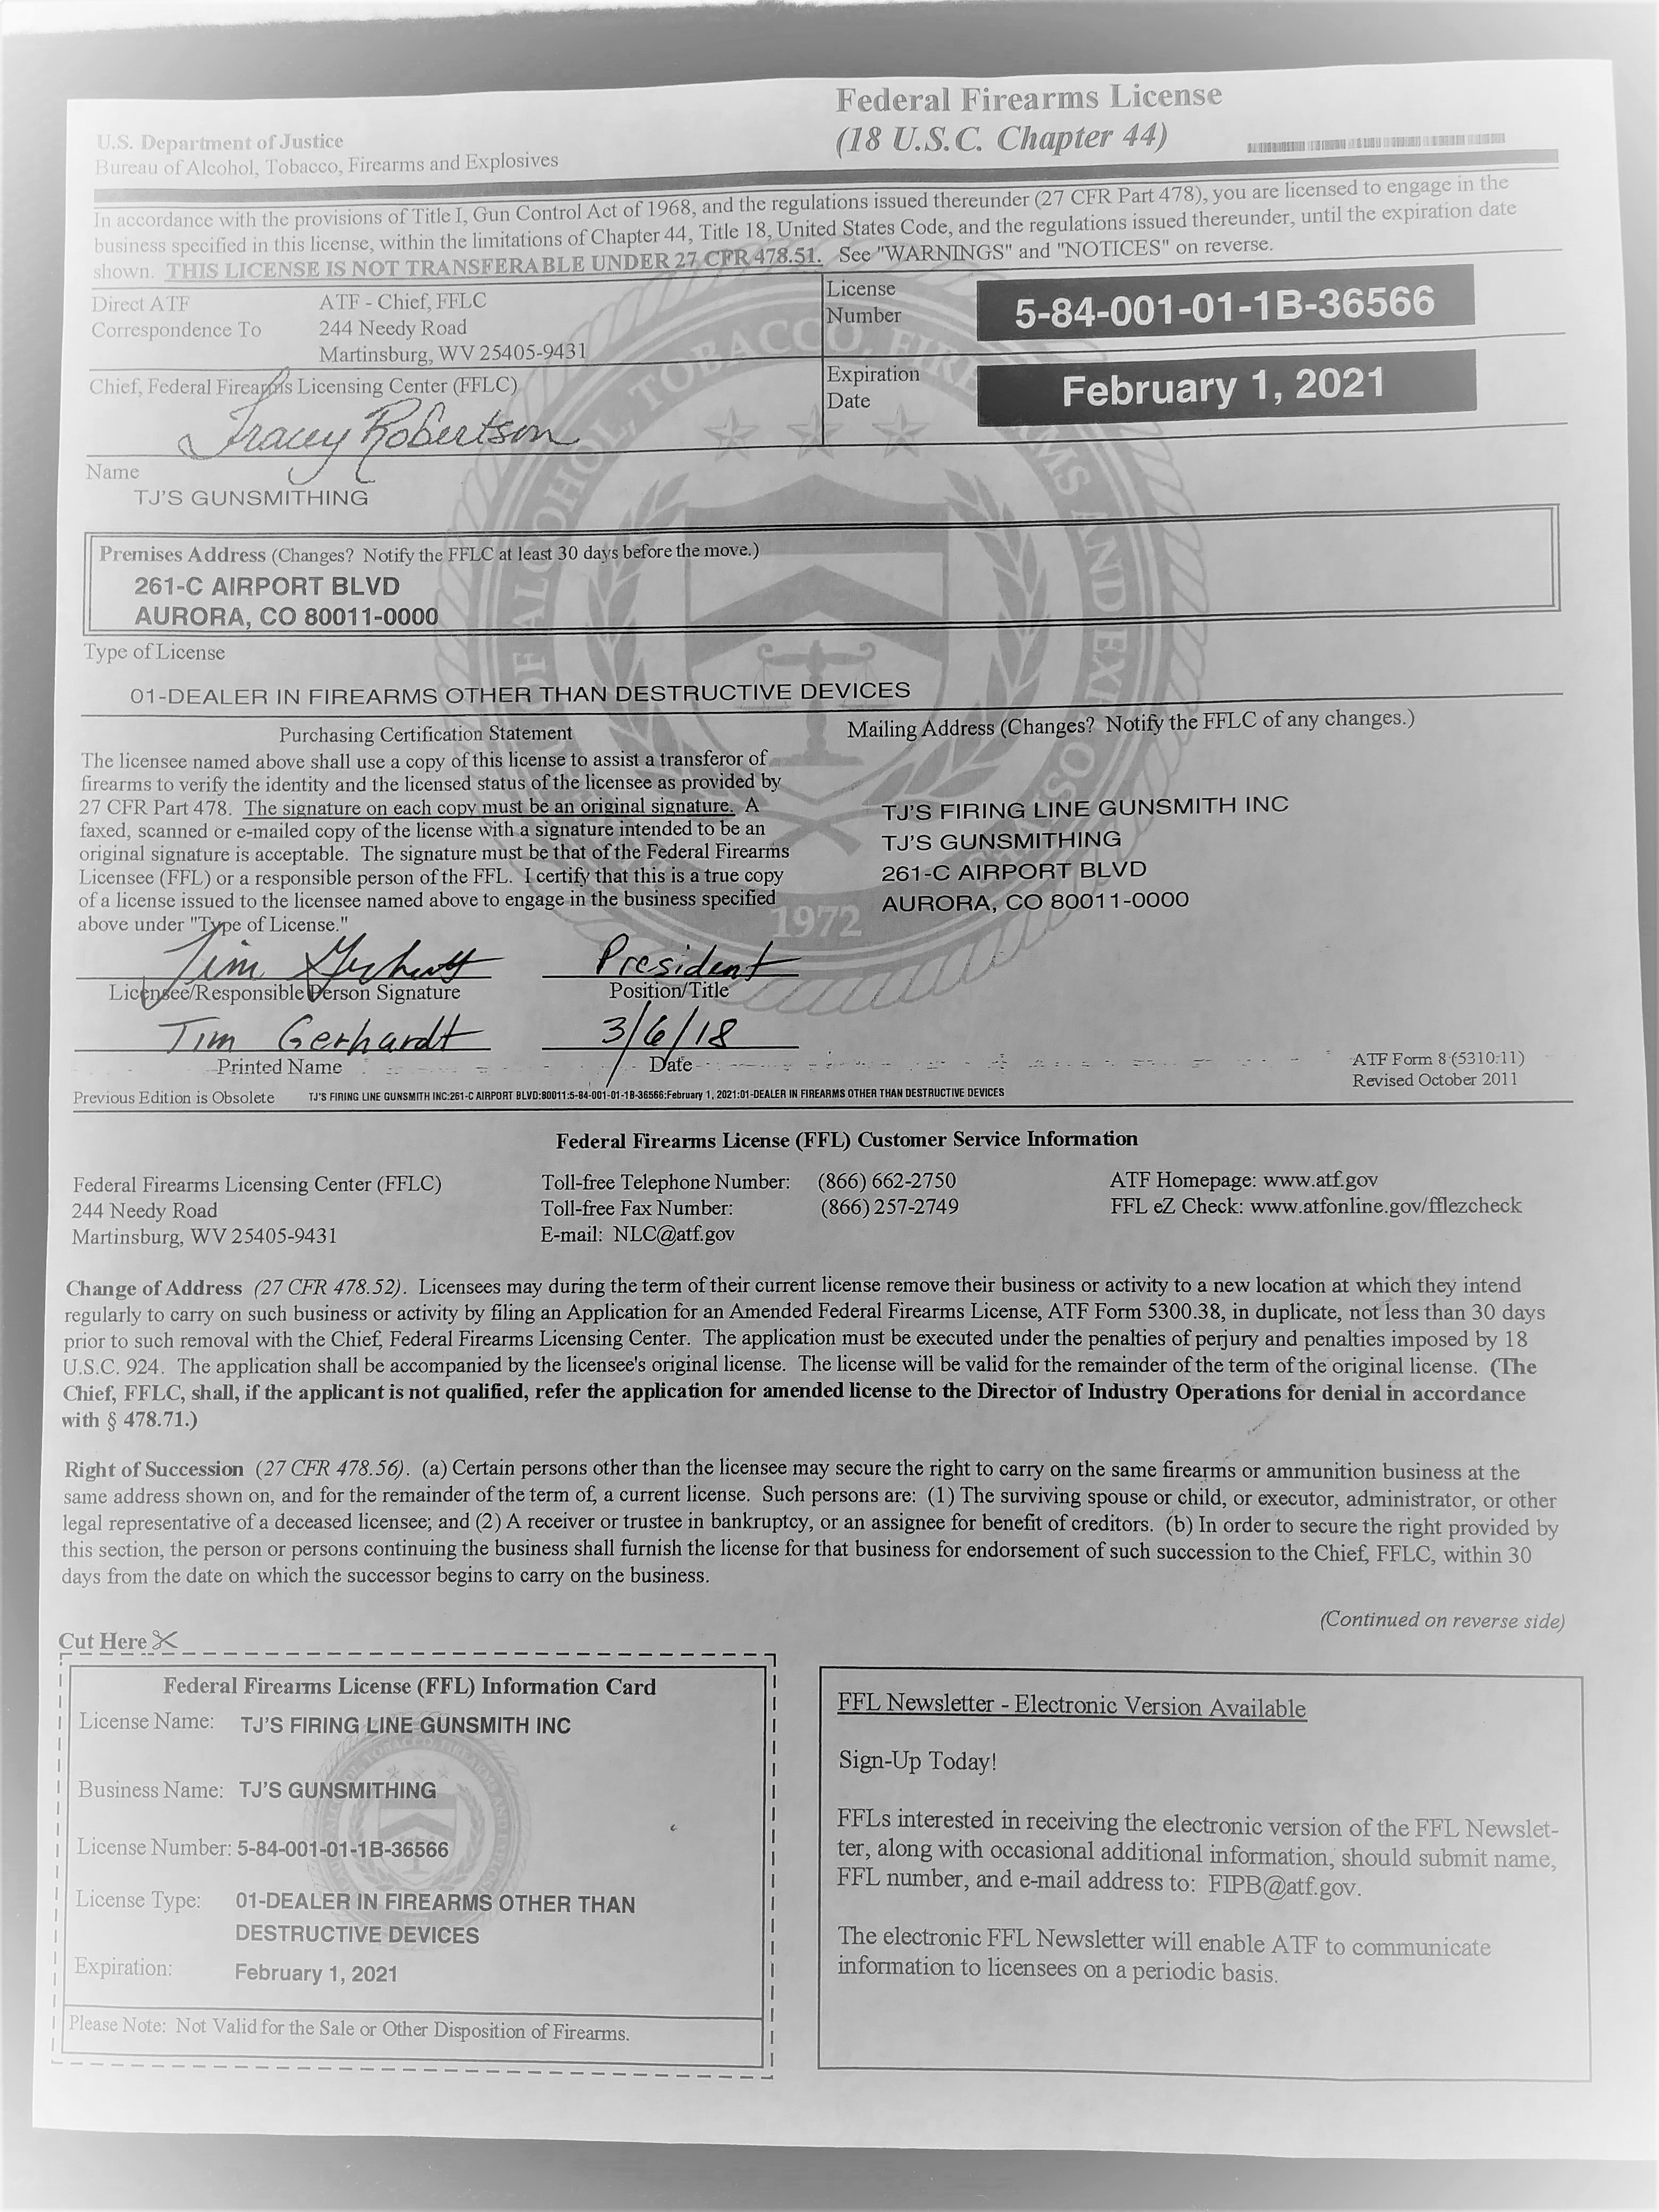 Federal Firearms License
(18 U.S.C. Chapter 44)
U.S. Department of Justice
Bureau of Alcohol, Tobacco, Firearms and Explosives
In accordance with the provisions of Title I, Gun Control Act of 1968, and the regulations issued thereunder (27 CFR Part 478), you are licensed to engage in the
business specified in this license, within the limitations of Chapter 44, Title 18, United States Code, and the regulations issued thereunder, until the expiration date
shown. THIS LICENSE IS NOT TRANSFERABLE UNDER 27 CFR 478.51. See "WARNINGS" and "NOTICES" on reverse.
Direct ATF
Correspondence To
ATF - Chief, FFLC
244 Needy Road
Martinsburg, WV 25405-9431
License
Number
5-84-001-01-1B-36566
Chief, Federal Firearms Licensing Center (FFLC)
Tracey Robertson
Expiration
Date
February 1, 2021
Name
TJ'S GUNSMITHING
Premises Address (Changes? Notify the FFLC at least 30 days before the move.)
261-C AIRPORT BLVD
AURORA, CO 80011-0000
Type of License
01-DEALER IN FIREARMS OTHER THAN DESTRUCTIVE DEVICES
Purchasing Certification Statement
The licensee named above shall use a copy of this license to assist a transferor of
firearms to verify the identity and the licensed status of the licensee as provided by
27 CFR Part 478. The signature on each copy must be an original signature. A
faxed, scanned or e-mailed copy of the license with a signature intended to be an
original signature is acceptable. The signature must be that of the Federal Firearms
Licensee (FFL) or a responsible person of the FFL. I certify that this is a true copy
of a license issued to the licensee named above to engage in the business specified
above under "Type of License."
Mailing Address (Changes? Notify the FFLC of any changes.)
TJ'S FIRING LINE GUNSMITH INC
TJ'S GUNSMITHING
261-C AIRPORT BLVD
AURORA, CO 80011-0000
1972
Tim Gerhardt
President
Licensee/Responsible Person Signature
Position/Title
Tim Gerhardt
3/6/18
Printed Name
Date
ATF Form 8 (5310.11)
Revised October 2011
Previous Edition is Obsolete
TJ'S FIRING LINE GUNSMITH INC:261-C AIRPORT BLVD:80011:5-84-001-01-1B-36566:February 1, 2021:01-DEALER IN FIREARMS OTHER THAN DESTRUCTIVE DEVICES
Federal Firearms License (FFL) Customer Service Information
Federal Firearms Licensing Center (FFLC)
244 Needy Road
Martinsburg, WV 25405-9431
Toll-free Telephone Number: (866) 662-2750
Toll-free Fax Number: (866) 257-2749
E-mail: NLC@atf.gov
ATF Homepage: www.atf.gov
FFL eZ Check: www.atfonline.gov/fflezcheck
Change of Address (27 CFR 478.52). Licensees may during the term of their current license remove their business or activity to a new location at which they intend
regularly to carry on such business or activity by filing an Application for an Amended Federal Firearms License, ATF Form 5300.38, in duplicate, not less than 30 days
prior to such removal with the Chief, Federal Firearms Licensing Center. The application must be executed under the penalties of perjury and penalties imposed by 18
U.S.C. 924. The application shall be accompanied by the licensee's original license. The license will be valid for the remainder of the term of the original license. (The
Chief, FFLC, shall, if the applicant is not qualified, refer the application for amended license to the Director of Industry Operations for denial in accordance
with § 478.71.)
Right of Succession (27 CFR 478.56). (a) Certain persons other than the licensee may secure the right to carry on the same firearms or ammunition business at the
same address shown on, and for the remainder of the term of, a current license. Such persons are: (1) The surviving spouse or child, or executor, administrator, or other
legal representative of a deceased licensee; and (2) A receiver or trustee in bankruptcy, or an assignee for benefit of creditors. (b) In order to secure the right provided by
this section, the person or persons continuing the business shall furnish the license for that business for endorsement of such succession to the Chief, FFLC, within 30
days from the date on which the successor begins to carry on the business.
(Continued on reverse side)
Cut Here
Federal Firearms License (FFL) Information Card
License Name: TJ'S FIRING LINE GUNSMITH INC
Business Name: TJ'S GUNSMITHING
License Number: 5-84-001-01-1B-36566
License Type: 01-DEALER IN FIREARMS OTHER THAN
DESTRUCTIVE DEVICES
Expiration: February 1, 2021
Please Note: Not Valid for the Sale or Other Disposition of Firearms.
FFL Newsletter - Electronic Version Available
Sign-Up Today!
FFLs interested in receiving the electronic version of the FFL Newslet-
ter, along with occasional additional information, should submit name,
FFL number, and e-mail address to: FIPB@atf.gov.
The electronic FFL Newsletter will enable ATF to communicate
information to licensees on a periodic basis.